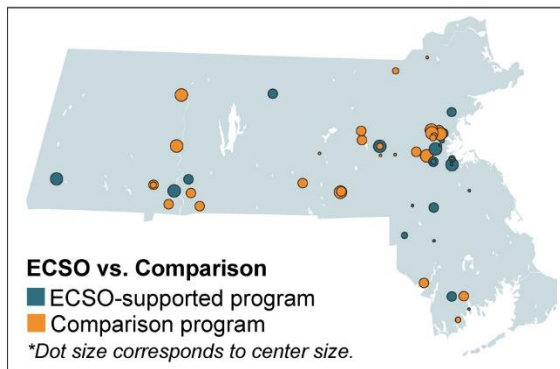 ECSO vs. Comparison
ECSO-supported program
Comparison program
*Dot size corresponds to center size.